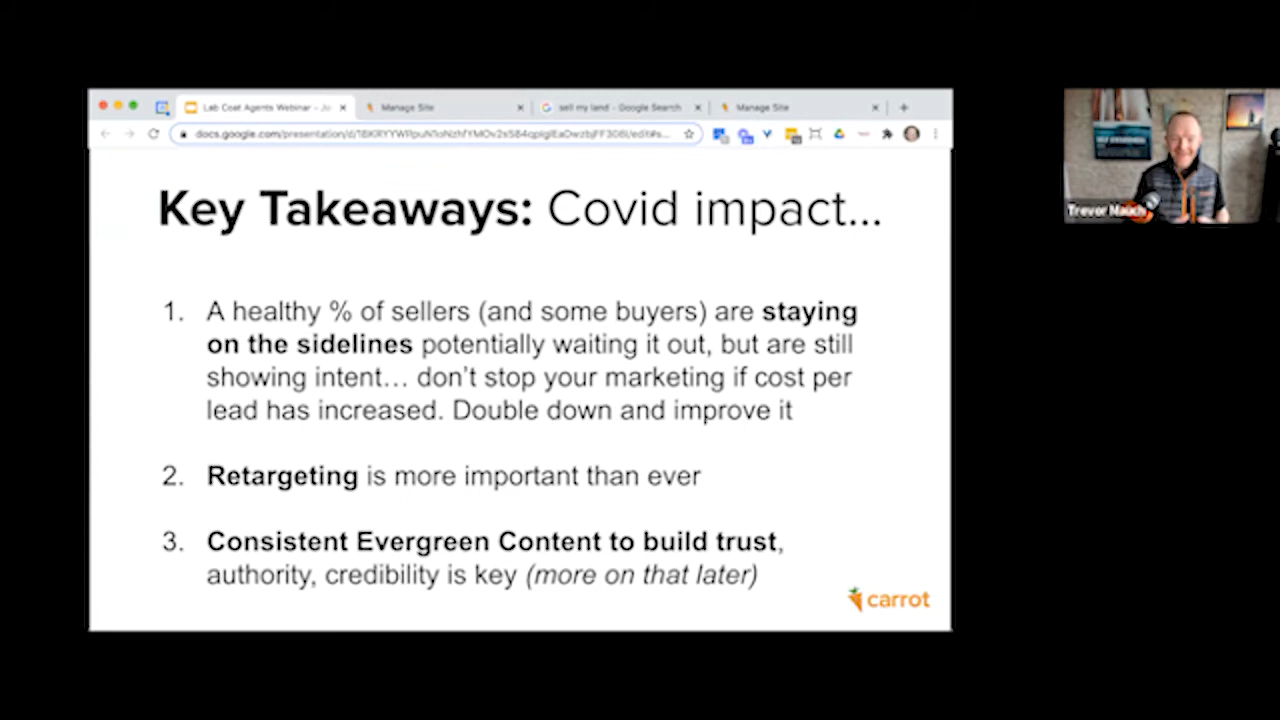 Lab Coat Agents Webinar - Jo
Manage Site
sell my land - Google Search
Manage Site
Key Takeaways: Covid impact...
1. A healthy % of sellers (and some buyers) are staying
on the sidelines potentially waiting it out, but are still
showing intent... don't stop your marketing if cost per
lead has increased. Double down and improve it
2. Retargeting is more important than ever
3. Consistent Evergreen Content to build trust,
authority, credibility is key (more on that later)
carrot
Trevor